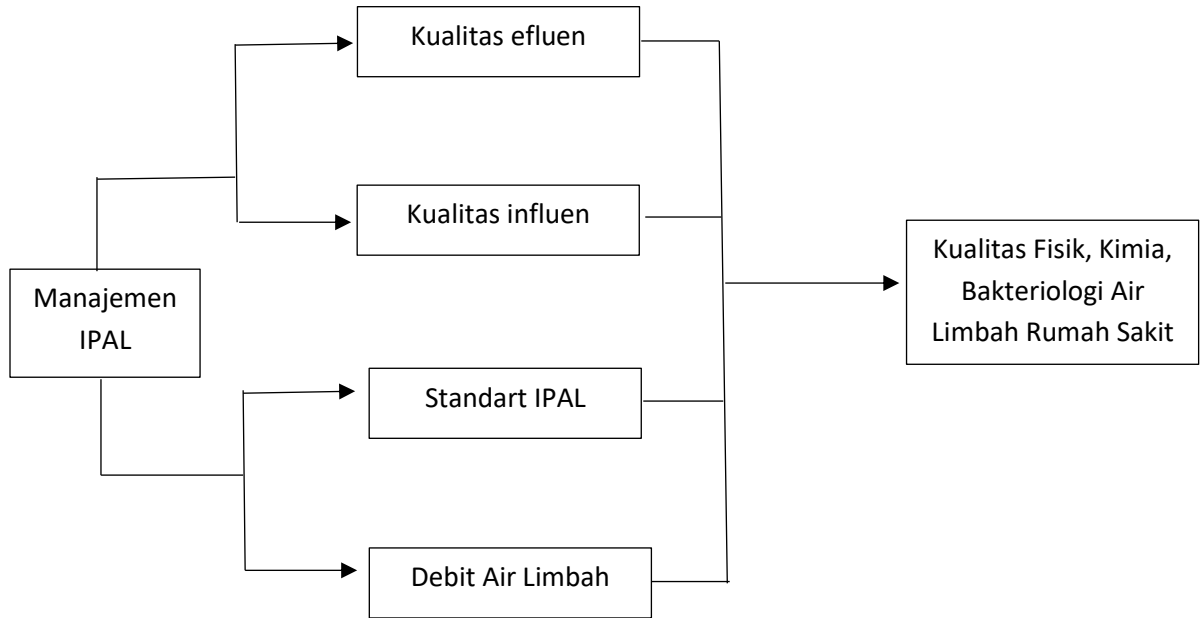 Kualitas efluen
Kualitas influen
Manajemen
IPAL
Kualitas Fisik, Kimia,
Bakteriologi Air
Limbah Rumah Sakit
Standart IPAL
Debit Air Limbah